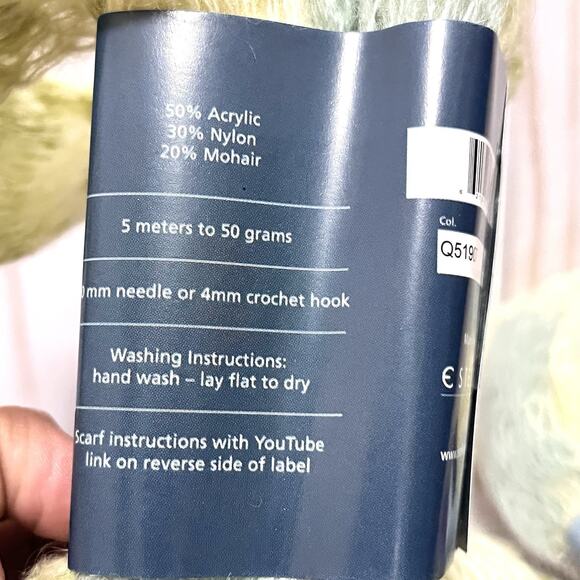 50% Acrylic
30% Nylon
20% Mohair
5 meters to 50 grams
mm needle or 4mm crochet hook
Washing Instructions:
hand wash – lay flat to dry
Scarf instructions with YouTube
link on reverse side of label
Col.
Q519